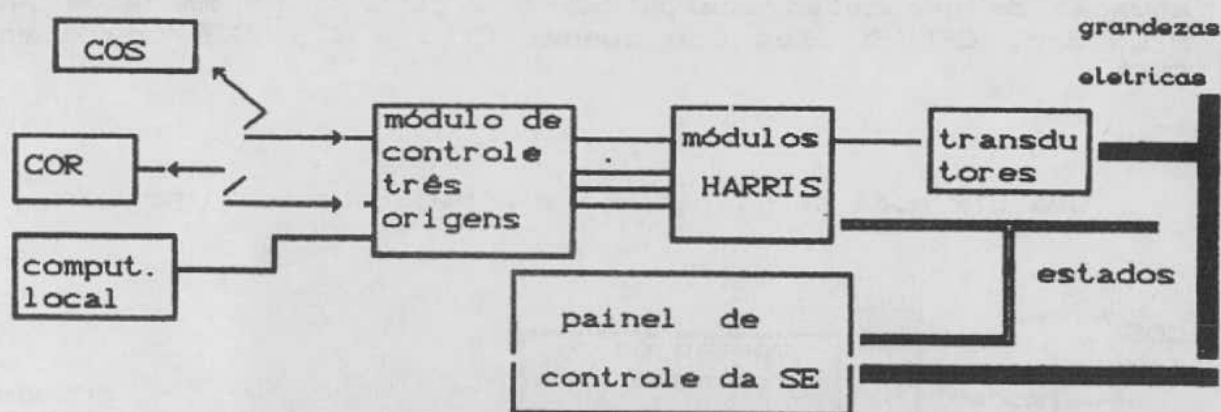 grandezas
eletricas
COS
COR
comput.
local
módulo de
controle
três
origens
módulos
HARRIS
transdu
tores
estados
painel de
controle da SE